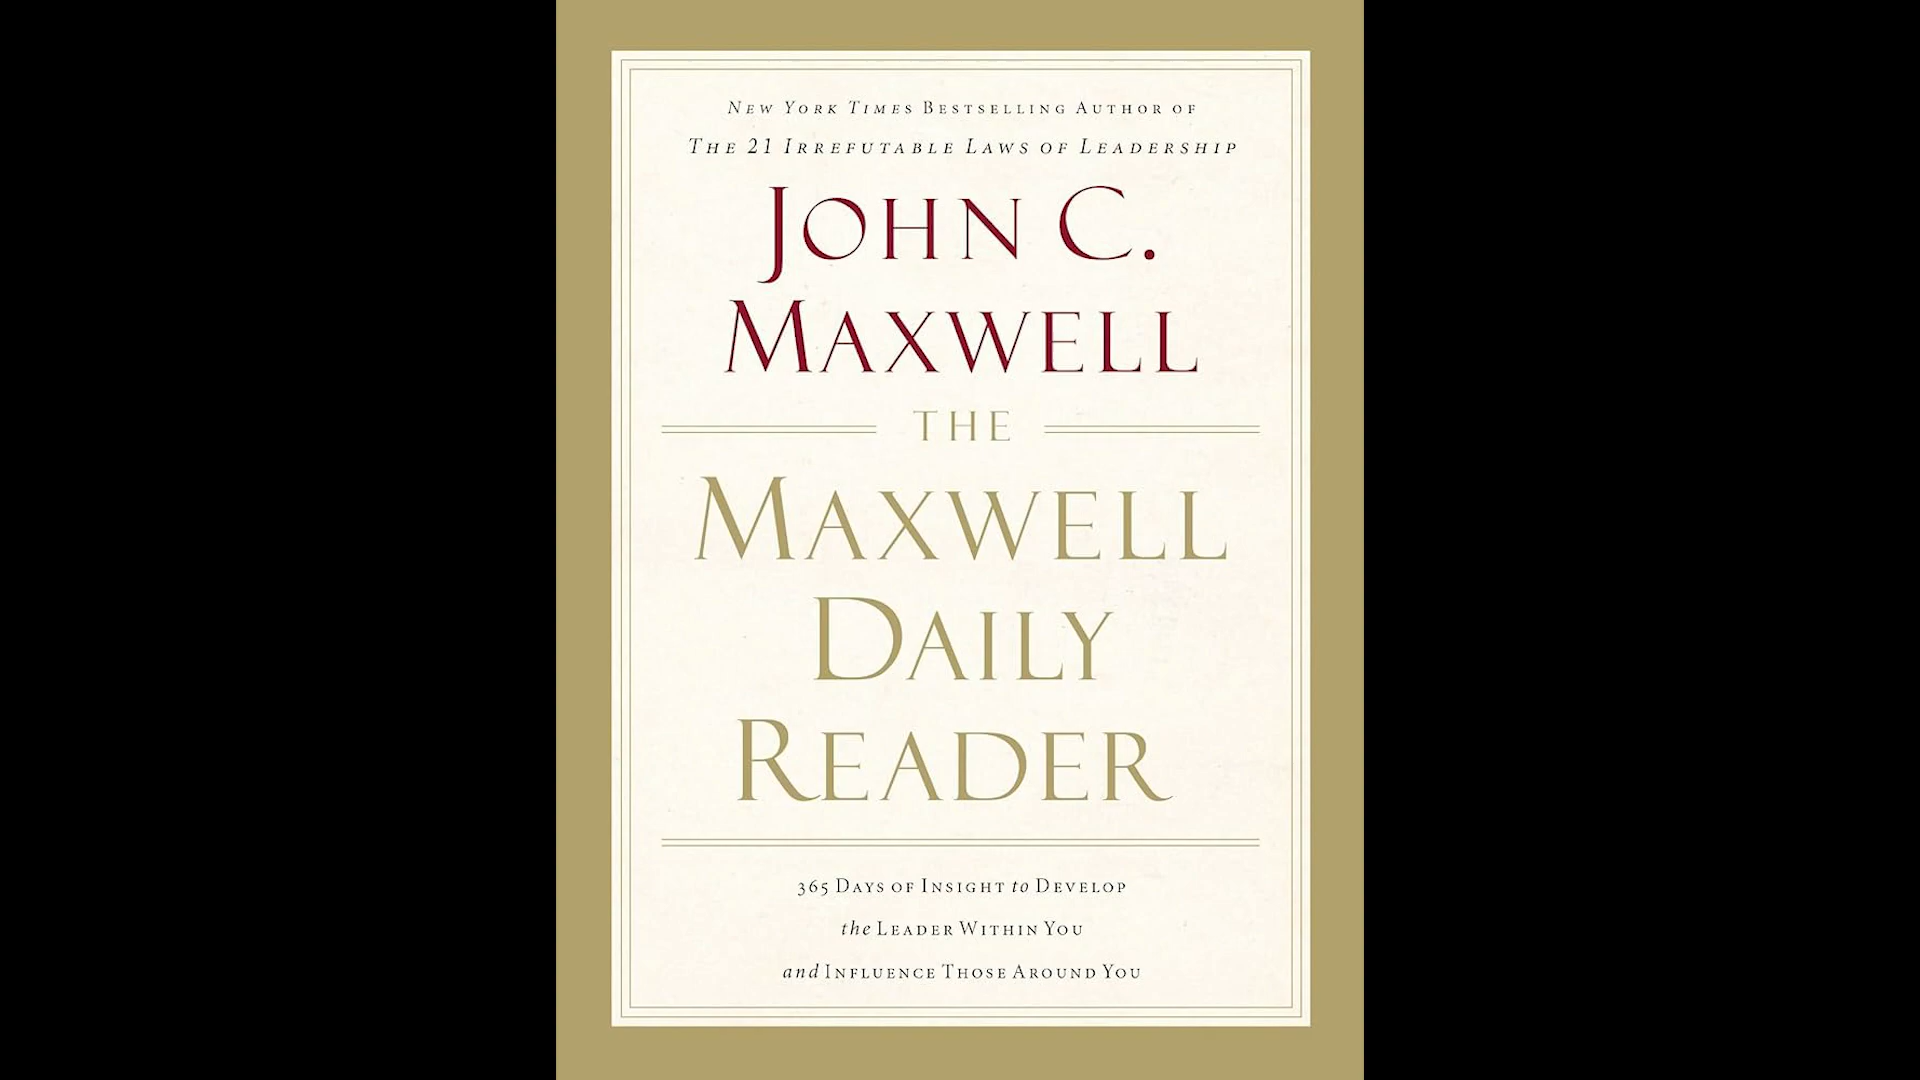 NEW YORK TIMES BESTSELLING AUTHOR OF
THE 21 IRREFUTABLE LAWS OF LEADERSHIP
JOHN C.
MAXWELL
THE
MAXWELL
DAILY
READER
365 DAYS OF INSIGHT to DEVELOP
the LEADER WITHIN YOU
and INFLUENCE THOSE AROUND YOU